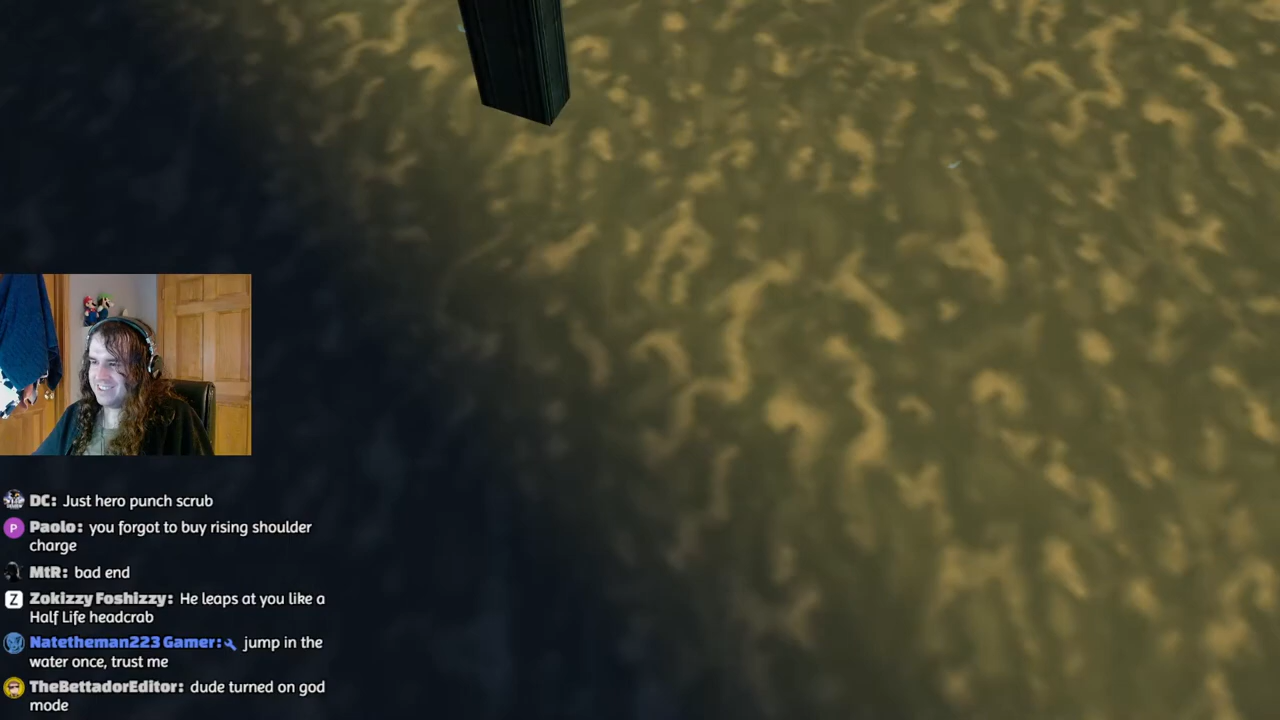 DC: Just hero punch scrub
P Paolo: you forgot to buy rising shoulder
charge
MtR: bad end
Z Zokizzy Foshizzy: He leaps at you like a
Half Life headcrab
Natetheman223 Gamer: jump in the
water once, trust me
TheBettadorEditor: dude turned on god
mode